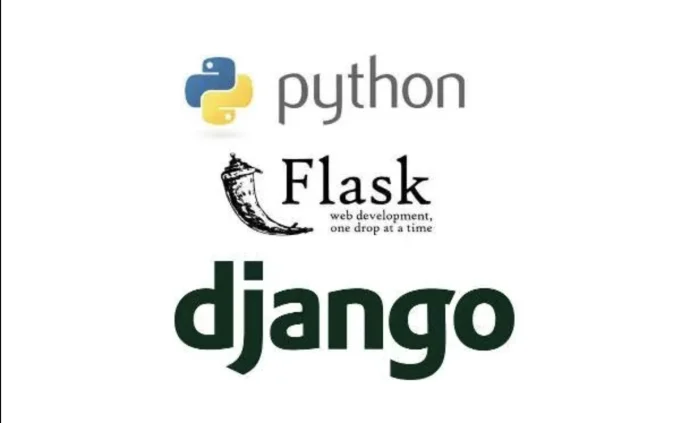 python
Flask
web development,
one drop at a time
django